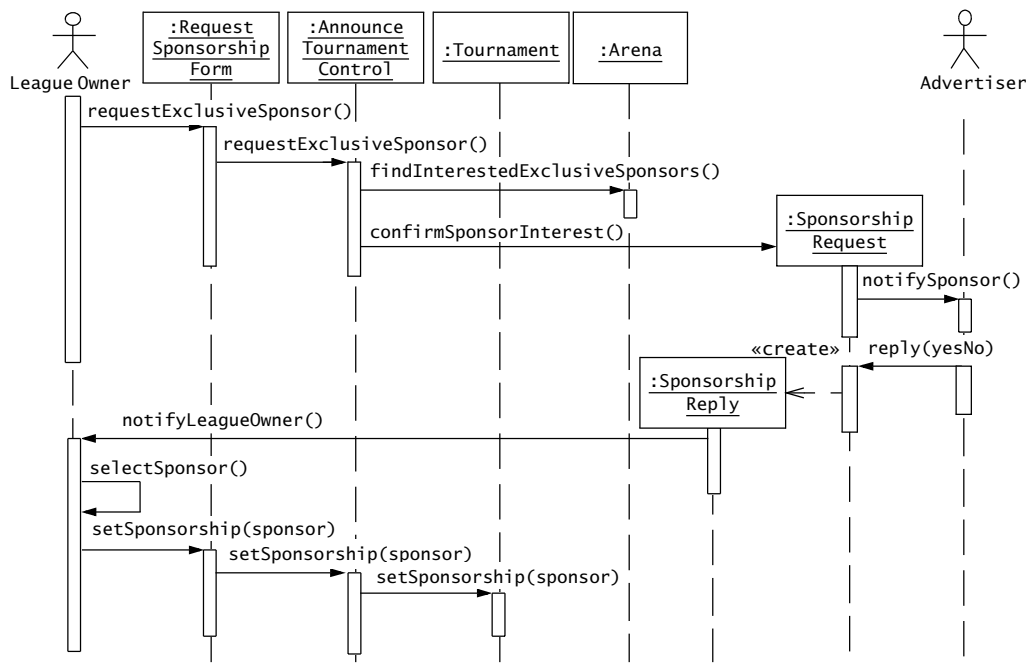 :Request
Sponsorship
Form
:Announce
Tournament
Control
:Tournament
:Arena
League Owner
Advertiser
requestExclusiveSponsor()
requestExclusiveSponsor()
findInterestedExclusiveSponsors()
confirmSponsorInterest()
:Sponsorship
Request
notifySponsor()
«create»
reply(yesNo)
:Sponsorship
Reply
notifyLeagueOwner()
selectSponsor()
setSponsorship(sponsor)
setSponsorship(sponsor)
setSponsorship(sponsor)